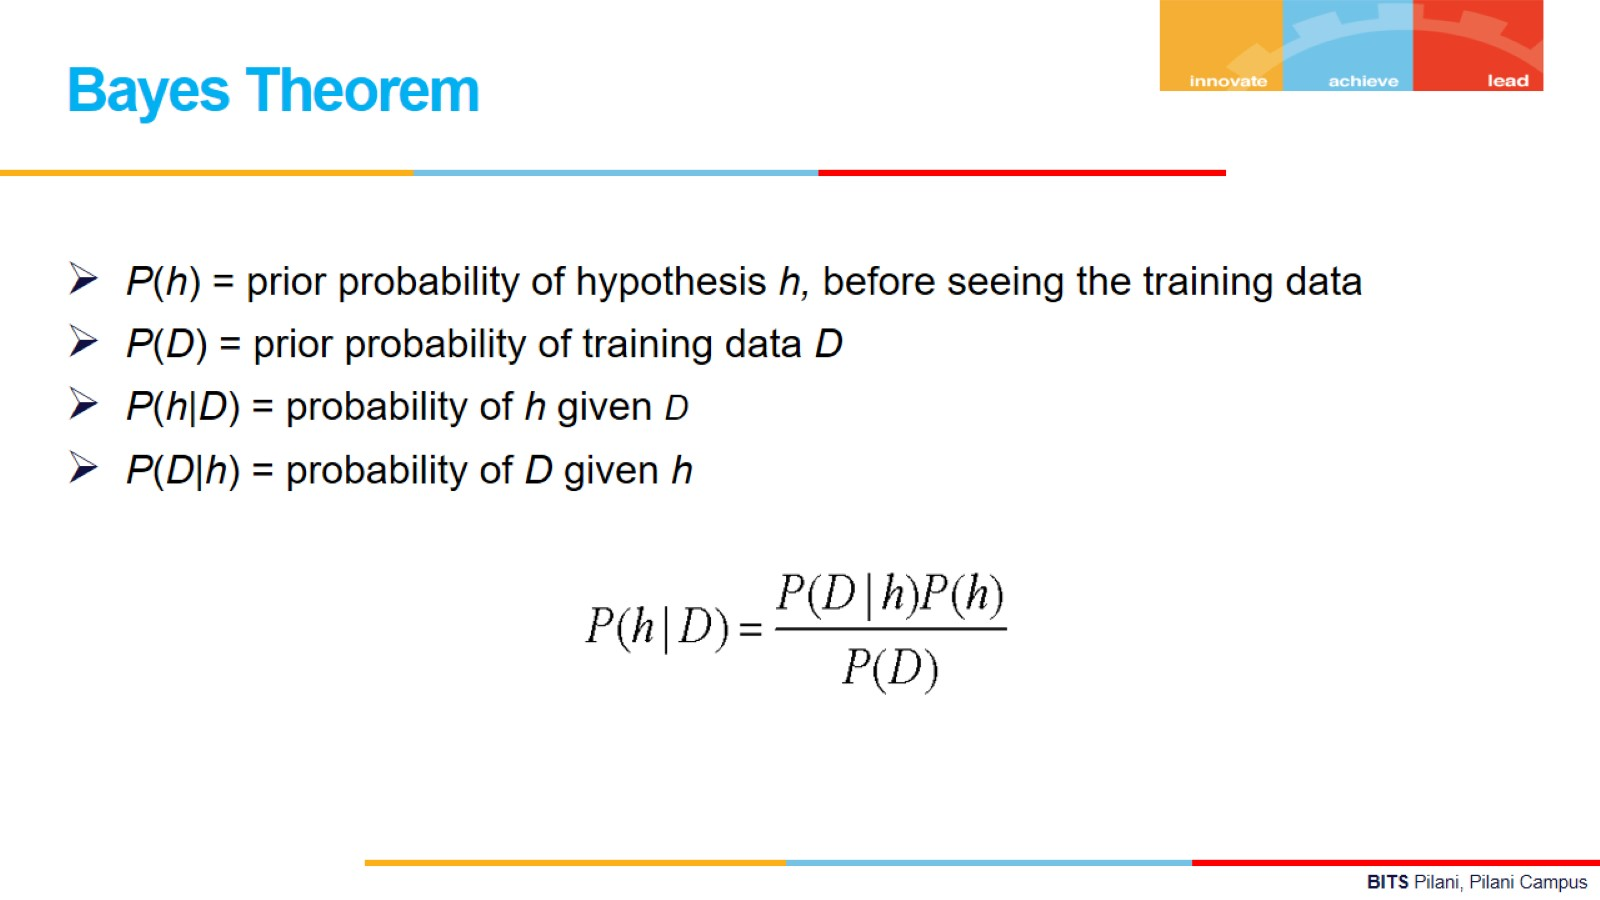 innovate achieve lead
Bayes Theorem
➢ P(h) = prior probability of hypothesis h, before seeing the training data
➢ P(D) = prior probability of training data D
➢ P(h|D) = probability of h given D
➢ P(D|h) = probability of D given h
P(h|D) = P(D|h)P(h) / P(D)
BITS Pilani, Pilani Campus